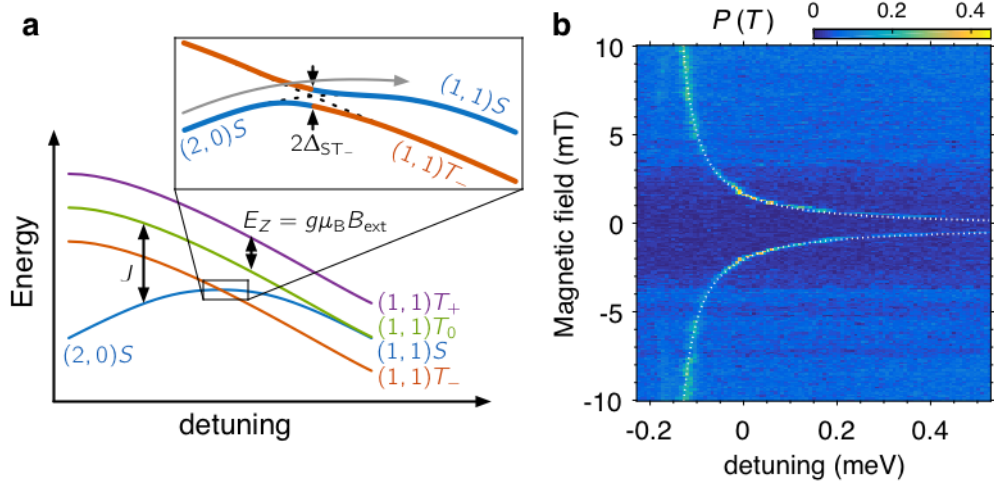 a
(2,0)S
2Δ_ST₋
(1,1)S
(1,1)T₋
Energy
J
E_Z = gμ_B B_ext
(2,0)S
(1,1)T₊
(1,1)T₀
(1,1)S
(1,1)T₋
detuning
b
P(T)
0
0.4
Magnetic field (mT)
10
5
0
-5
-10
-0.2
0
0.2
0.4
detuning (meV)